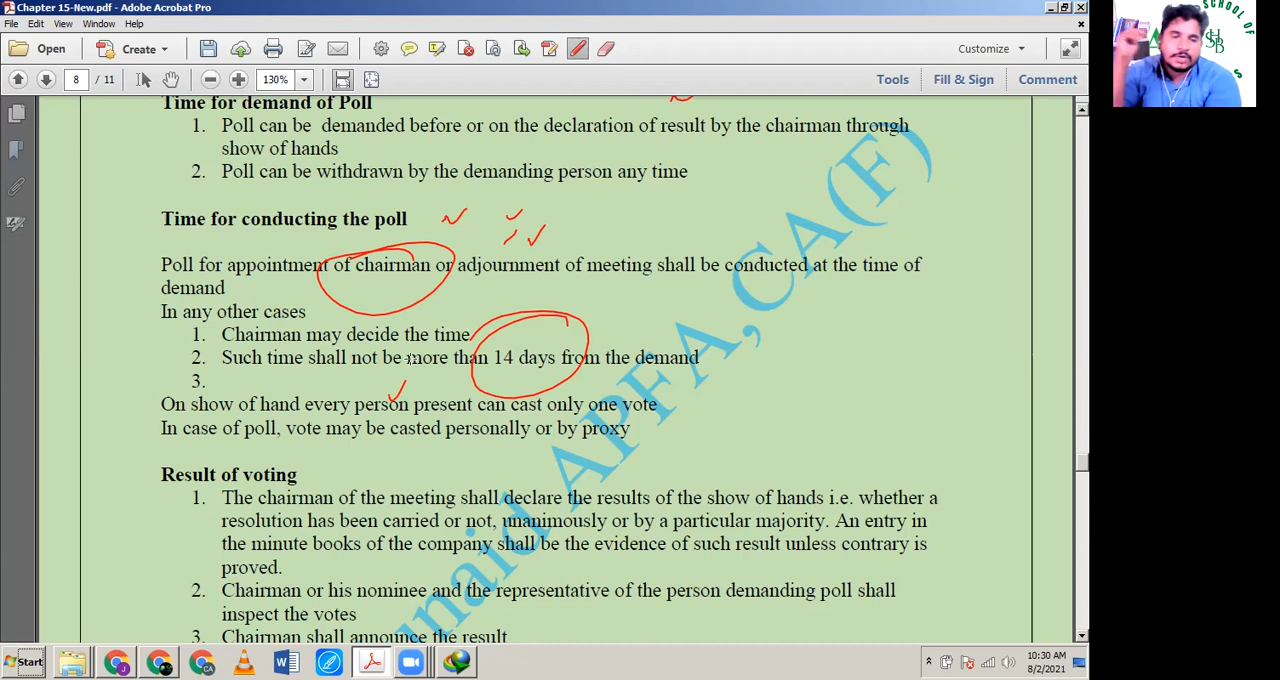 Chapter 15-New.pdf - Adobe Acrobat Pro
File Edit View Window Help
Open Create Customize
8 / 11 130% Tools Fill & Sign Comment
Time for demand of Poll
1. Poll can be demanded before or on the declaration of result by the chairman through
show of hands
2. Poll can be withdrawn by the demanding person any time
Time for conducting the poll
Poll for appointment of chairman or adjournment of meeting shall be conducted at the time of
demand
In any other cases
1. Chairman may decide the time
2. Such time shall not be more than 14 days from the demand
3.
On show of hand every person present can cast only one vote
In case of poll, vote may be casted personally or by proxy
Result of voting
1. The chairman of the meeting shall declare the results of the show of hands i.e. whether a
resolution has been carried or not, unanimously or by a particular majority. An entry in
the minute books of the company shall be the evidence of such result unless contrary is
proved.
2. Chairman or his nominee and the representative of the person demanding poll shall
inspect the votes
3. Chairman shall announce the result
unaid APFA,CA(F)
SCHOOL OF
Start
10:30 AM
8/2/2021